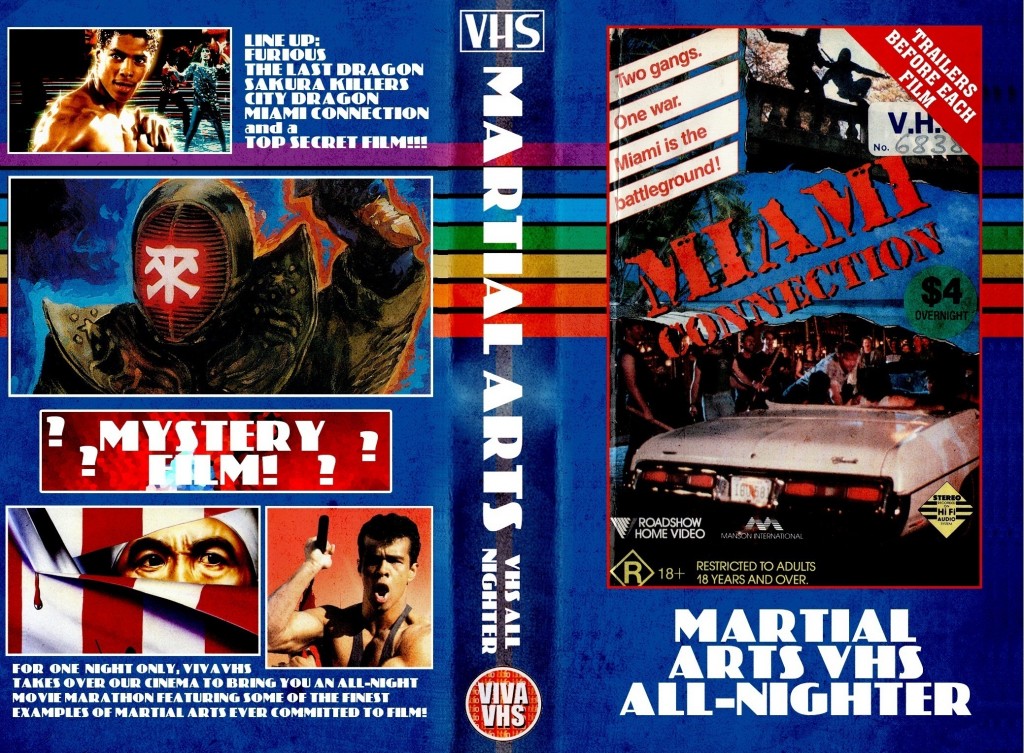 LINE UP:
FURIOUS
THE LAST DRAGON
SAKURA KILLERS
CITY DRAGON
MIAMI CONNECTION
and a
TOP SECRET FILM!!!
? MYSTERY ?
? FILM! ?
FOR ONE NIGHT ONLY, VIVAVHS
TAKES OVER OUR CINEMA TO BRING YOU AN ALL-NIGHT
MOVIE MARATHON FEATURING SOME OF THE FINEST
EXAMPLES OF MARTIAL ARTS EVER COMMITTED TO FILM!
VHS
MARTIAL ARTS
VHS ALL
NIGHTER
VIVA
VHS
Two gangs.
One war.
Miami is the
battleground!
TRAILERS
BEFORE EACH
FILM
V.H.
No. 6838
MIAMI
CONNECTION
$4
OVERNIGHT
STEREO
HiFi
AUDIO
ROADSHOW
HOME VIDEO
MANSON INTERNATIONAL
R 18+
RESTRICTED TO ADULTS
18 YEARS AND OVER.
MARTIAL
ARTS VHS
ALL-NIGHTER